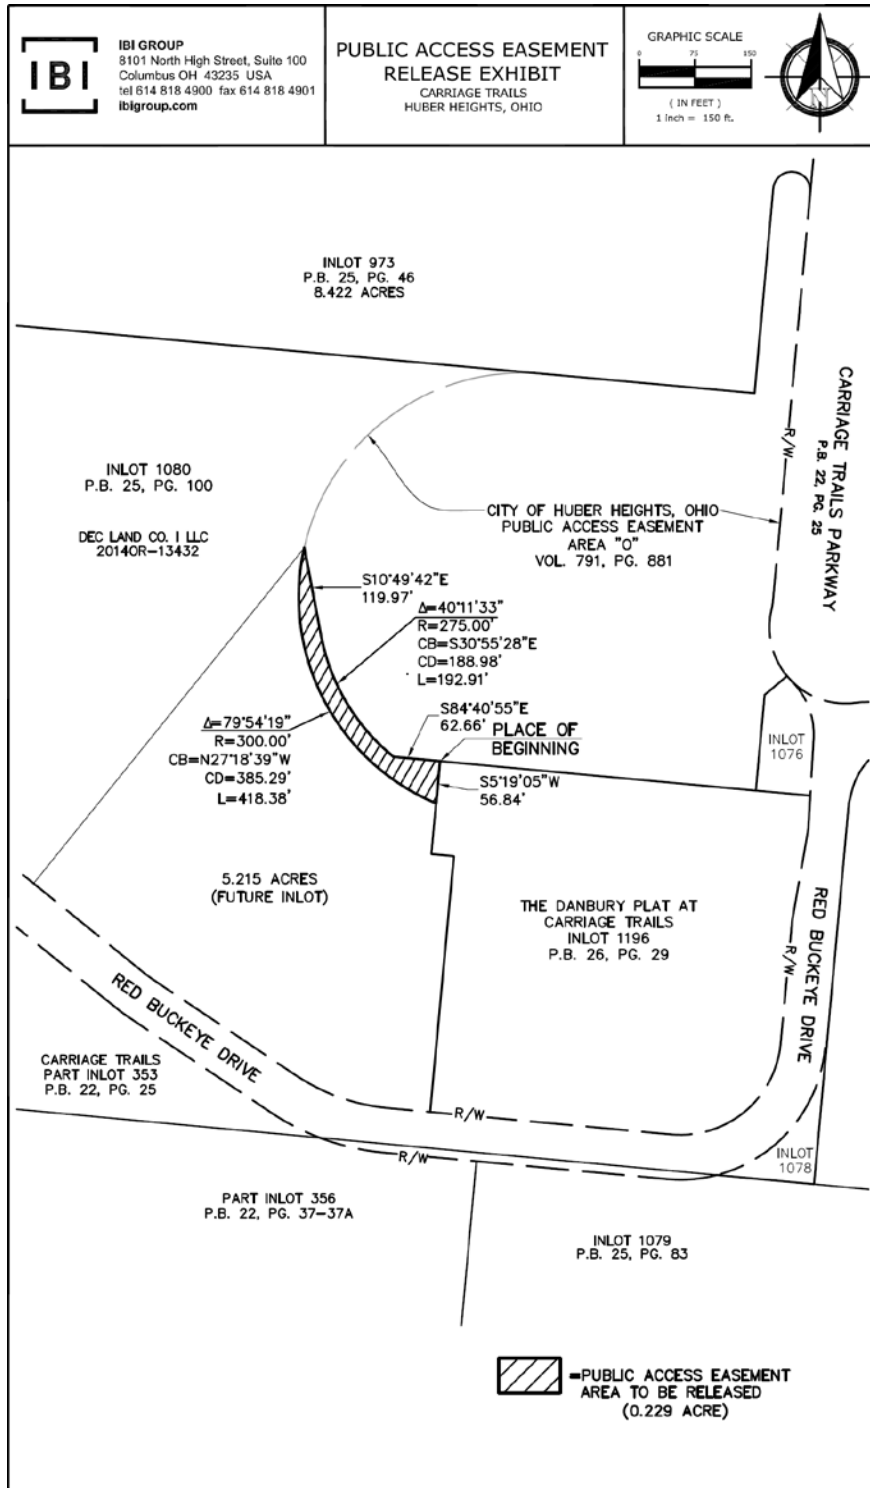 IBI
IBI GROUP
8101 North High Street, Suite 100
Columbus OH 43235 USA
tel 614 818 4900 fax 614 818 4901
ibigroup.com
PUBLIC ACCESS EASEMENT
RELEASE EXHIBIT
CARRIAGE TRAILS
HUBER HEIGHTS, OHIO
GRAPHIC SCALE
0 75 150
( IN FEET )
1 inch = 150 ft.
N
INLOT 973
P.B. 25, PG. 46
8.422 ACRES
CARRIAGE TRAILS PARKWAY
P.B. 22, PG. 25
R/W
INLOT 1080
P.B. 25, PG. 100
DEC LAND CO. I LLC
2014OR-13432
CITY OF HUBER HEIGHTS, OHIO
PUBLIC ACCESS EASEMENT
AREA "O"
VOL. 791, PG. 881
S10°49'42"E
119.97'
Δ=40°11'33"
R=275.00'
CB=S30°55'28"E
CD=188.98'
L=192.91'
S84°40'55"E
62.66'
PLACE OF
BEGINNING
Δ=79°54'19"
R=300.00'
CB=N27°18'39"W
CD=385.29'
L=418.38'
S5°19'05"W
56.84'
INLOT
1076
5.215 ACRES
(FUTURE INLOT)
THE DANBURY PLAT AT
CARRIAGE TRAILS
INLOT 1196
P.B. 26, PG. 29
RED BUCKEYE DRIVE
R/W
RED BUCKEYE DRIVE
CARRIAGE TRAILS
PART INLOT 353
P.B. 22, PG. 25
R/W
R/W
INLOT
1078
PART INLOT 356
P.B. 22, PG. 37-37A
INLOT 1079
P.B. 25, PG. 83
=PUBLIC ACCESS EASEMENT
AREA TO BE RELEASED
(0.229 ACRE)